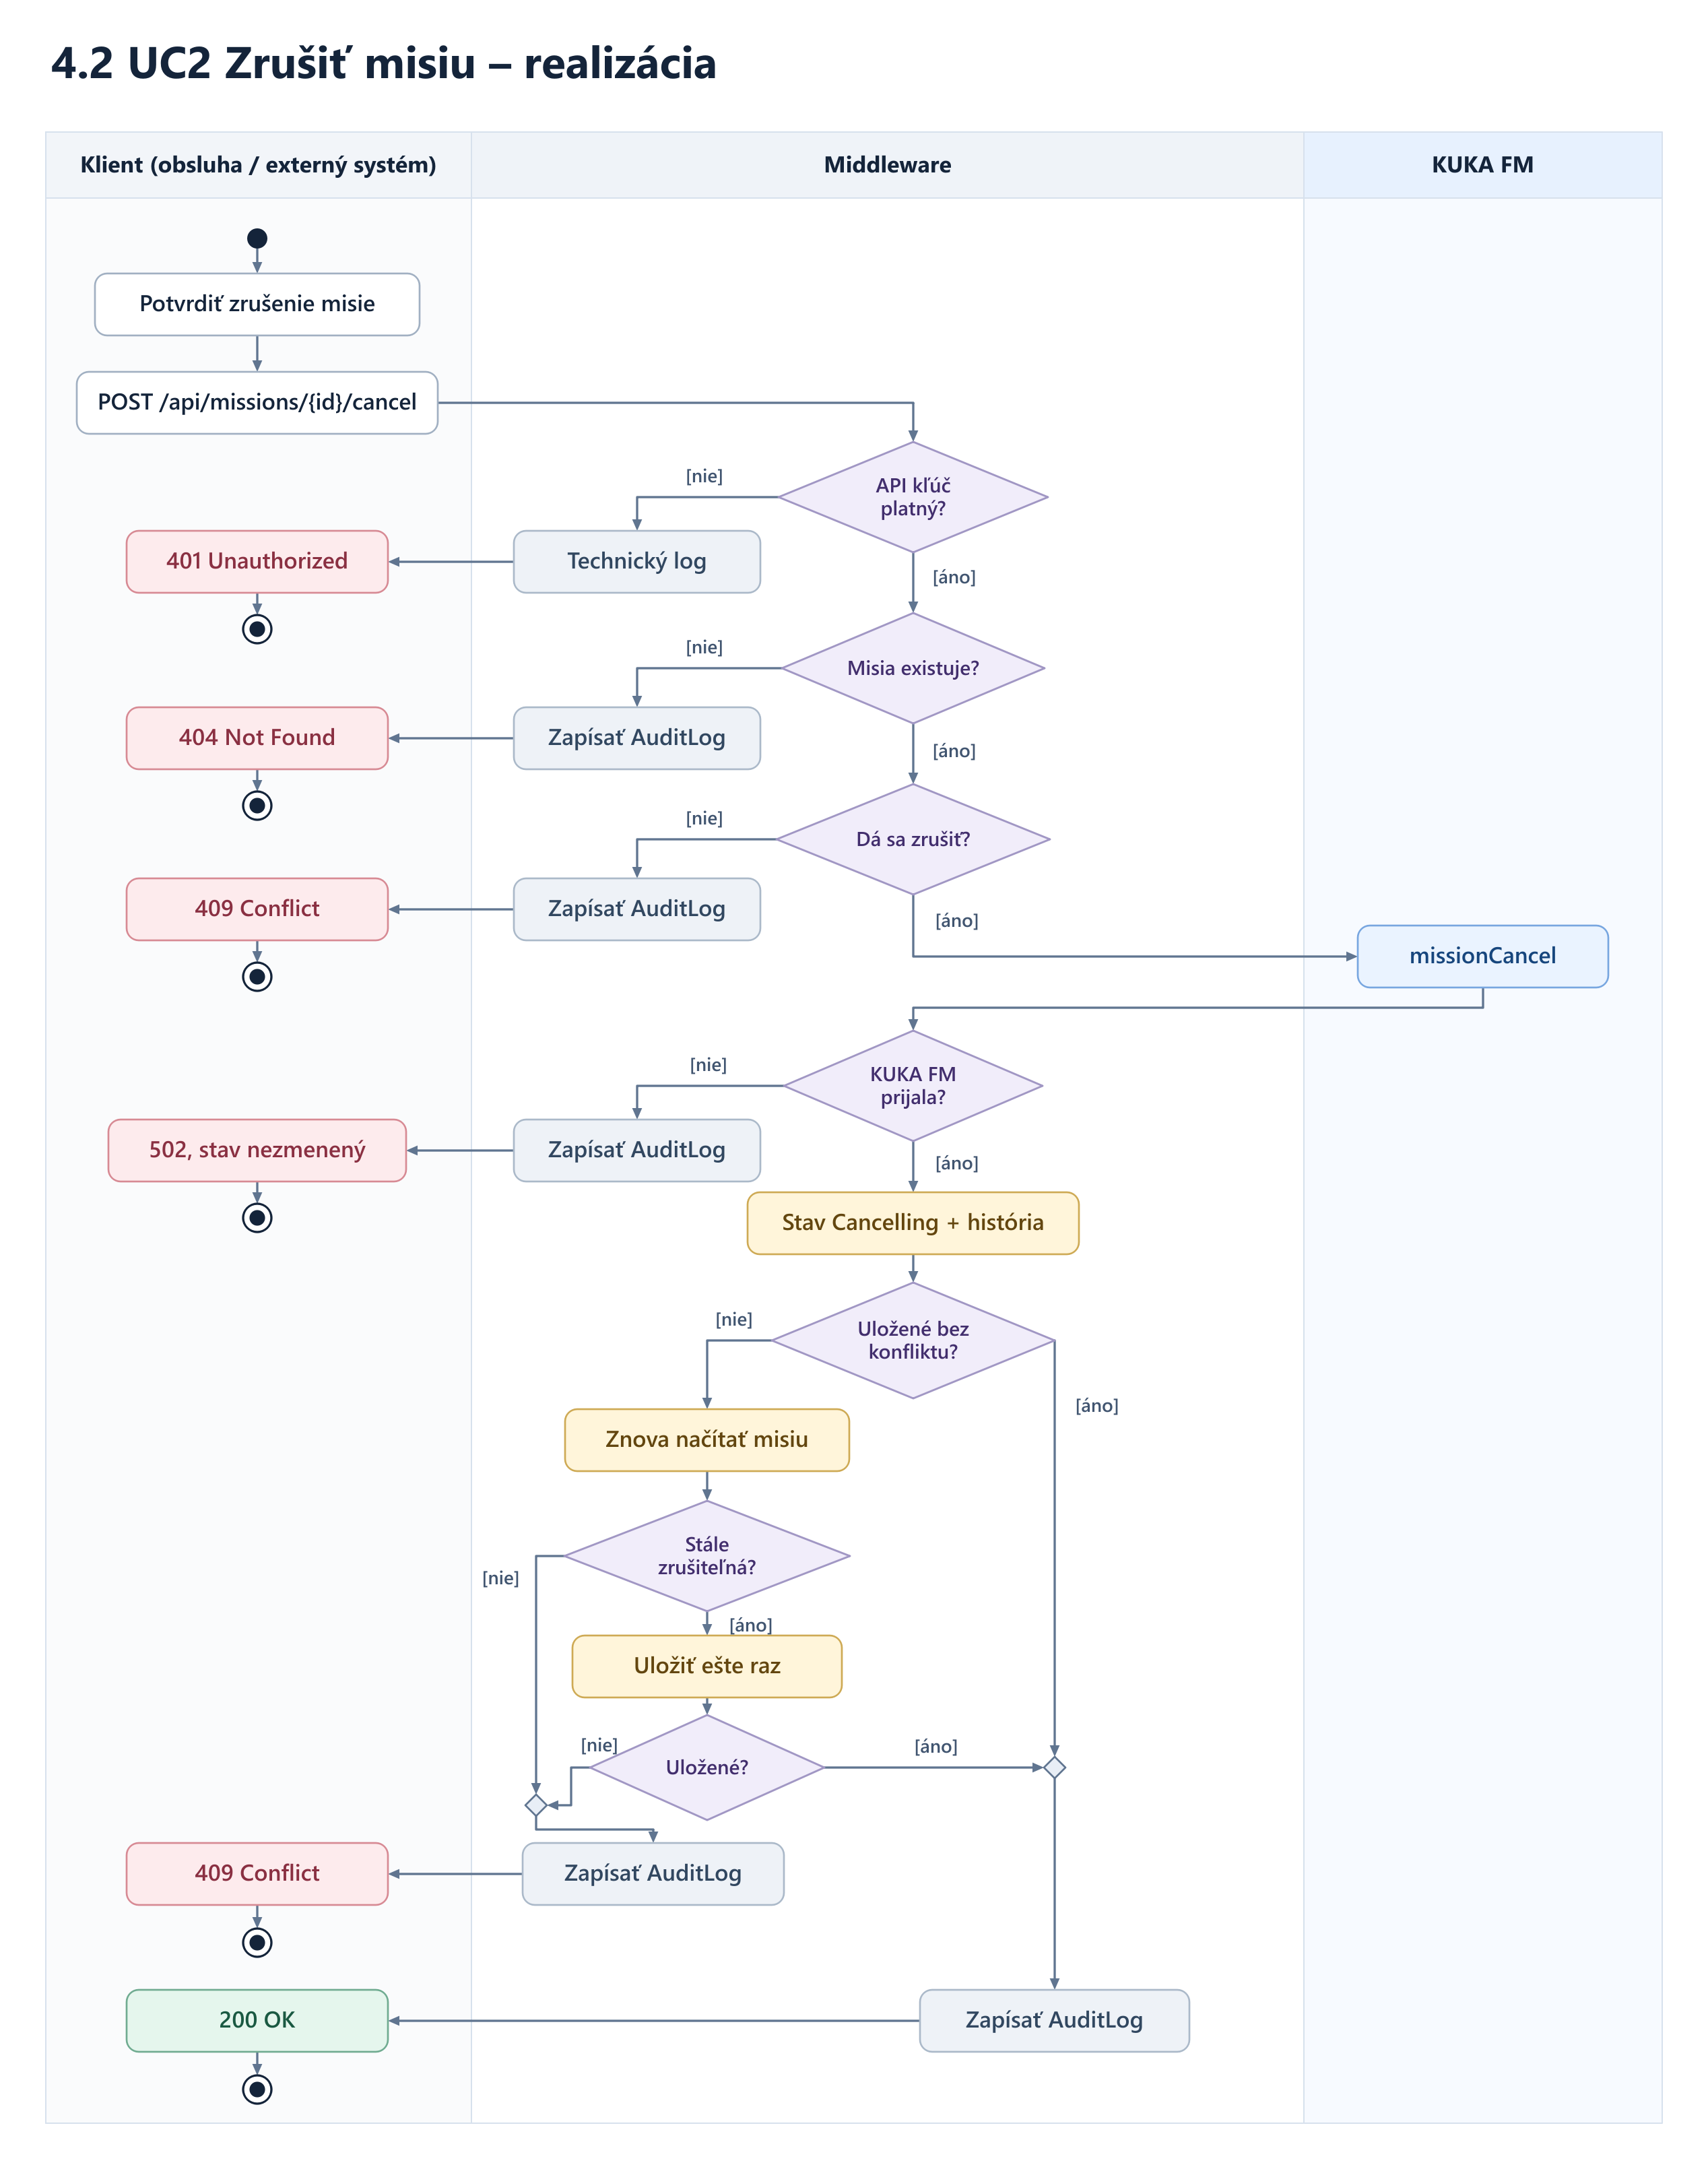 4.2 UC2 Zrušiť misiu – realizácia
Klient (obsluha / externý systém)
Middleware
KUKA FM
Potvrdiť zrušenie misie
POST /api/missions/{id}/cancel
API kľúč
platný?
[nie]
Technický log
401 Unauthorized
[áno]
Misia existuje?
[nie]
Zapísať AuditLog
404 Not Found
[áno]
Dá sa zrušiť?
[nie]
Zapísať AuditLog
409 Conflict
[áno]
missionCancel
KUKA FM
prijala?
[nie]
Zapísať AuditLog
502, stav nezmenený
[áno]
Stav Cancelling + história
Uložené bez
konfliktu?
[nie]
[áno]
Znova načítať misiu
Stále
zrušiteľná?
[nie]
[áno]
Uložiť ešte raz
Uložené?
[nie]
[áno]
Zapísať AuditLog
409 Conflict
Zapísať AuditLog
200 OK